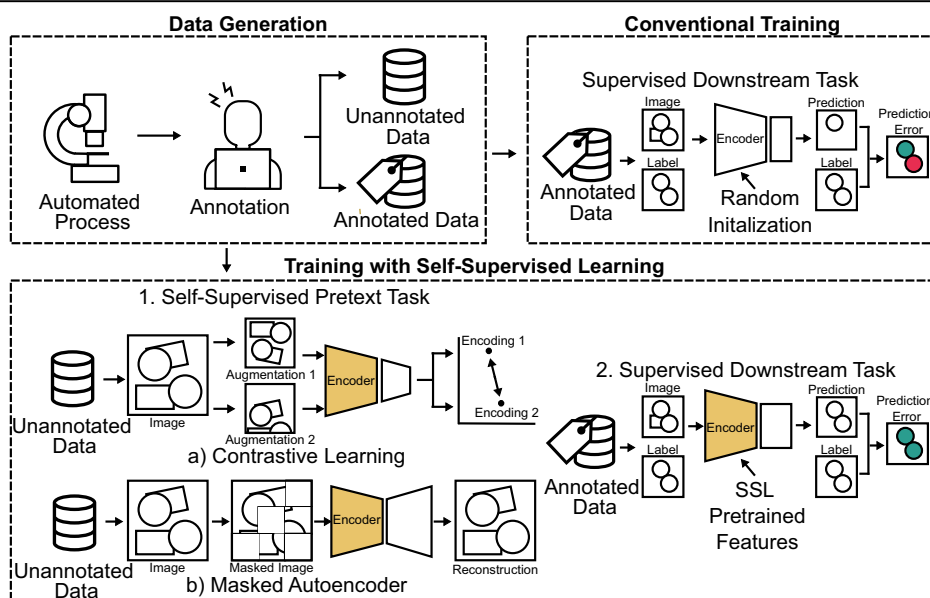 Data Generation
Automated
Process
Annotation
Unannotated
Data
Annotated Data
Conventional Training
Supervised Downstream Task
Annotated
Data
Image
Label
Encoder
Random
Initalization
Prediction
Label
Prediction
Error
Training with Self-Supervised Learning
1. Self-Supervised Pretext Task
Unannotated
Data
Image
Augmentation 1
Augmentation 2
Encoder
Encoding 1
Encoding 2
a) Contrastive Learning
Unannotated
Data
Image
Masked Image
Encoder
Reconstruction
b) Masked Autoencoder
2. Supervised Downstream Task
Annotated
Data
Image
Label
Encoder
SSL
Pretrained
Features
Prediction
Label
Prediction
Error